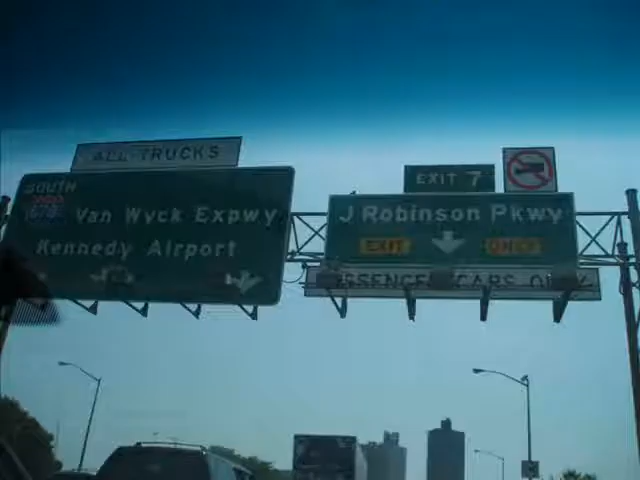 ALL TRUCKS
SOUTH
678
Van Wyck Expwy
Kennedy Airport
EXIT 7
J Robinson Pkwy
EXIT ONLY
PASSENGER CARS ONLY